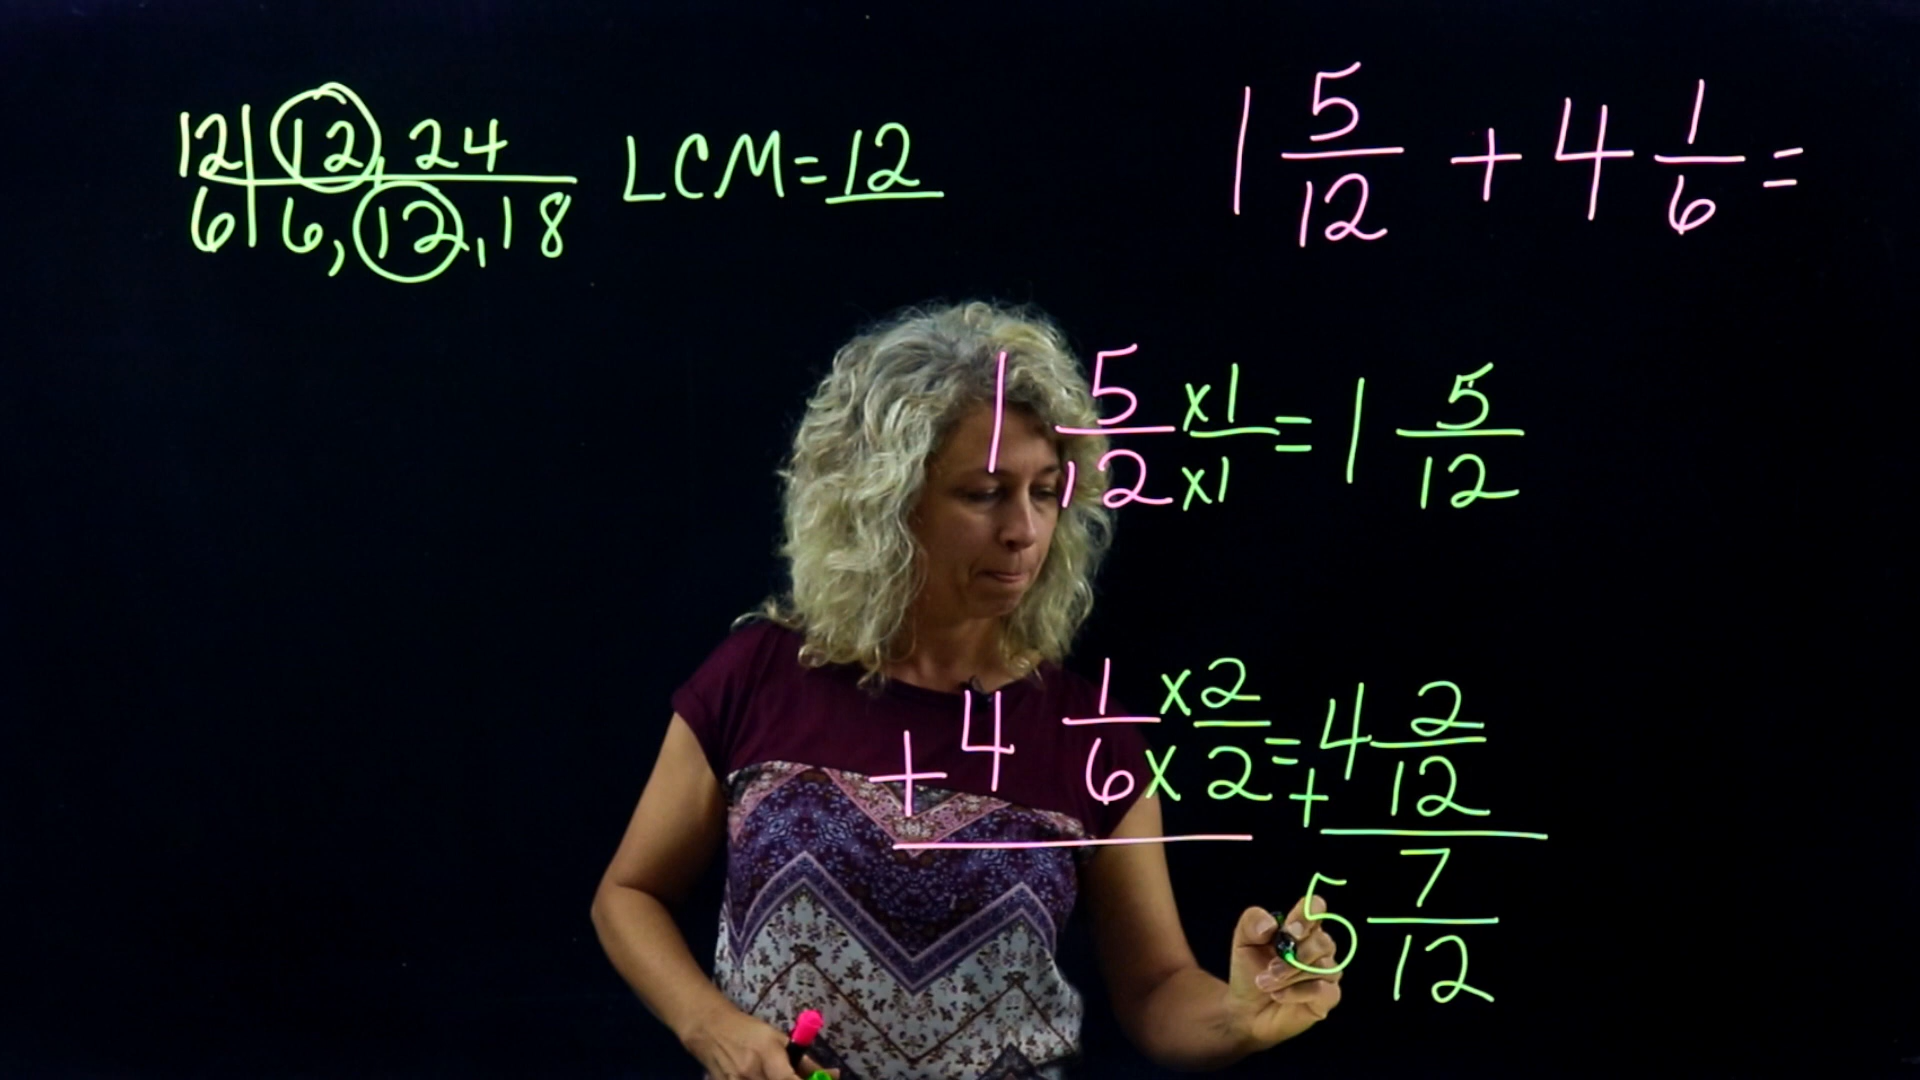 12 | 12, 24
6 | 6, 12, 18
LCM = 12
1 5/12 + 4 1/6 =
1 5/12 x1/x1 = 1 5/12
+ 4 1/6 x2/x2 = + 4 2/12
5 7/12